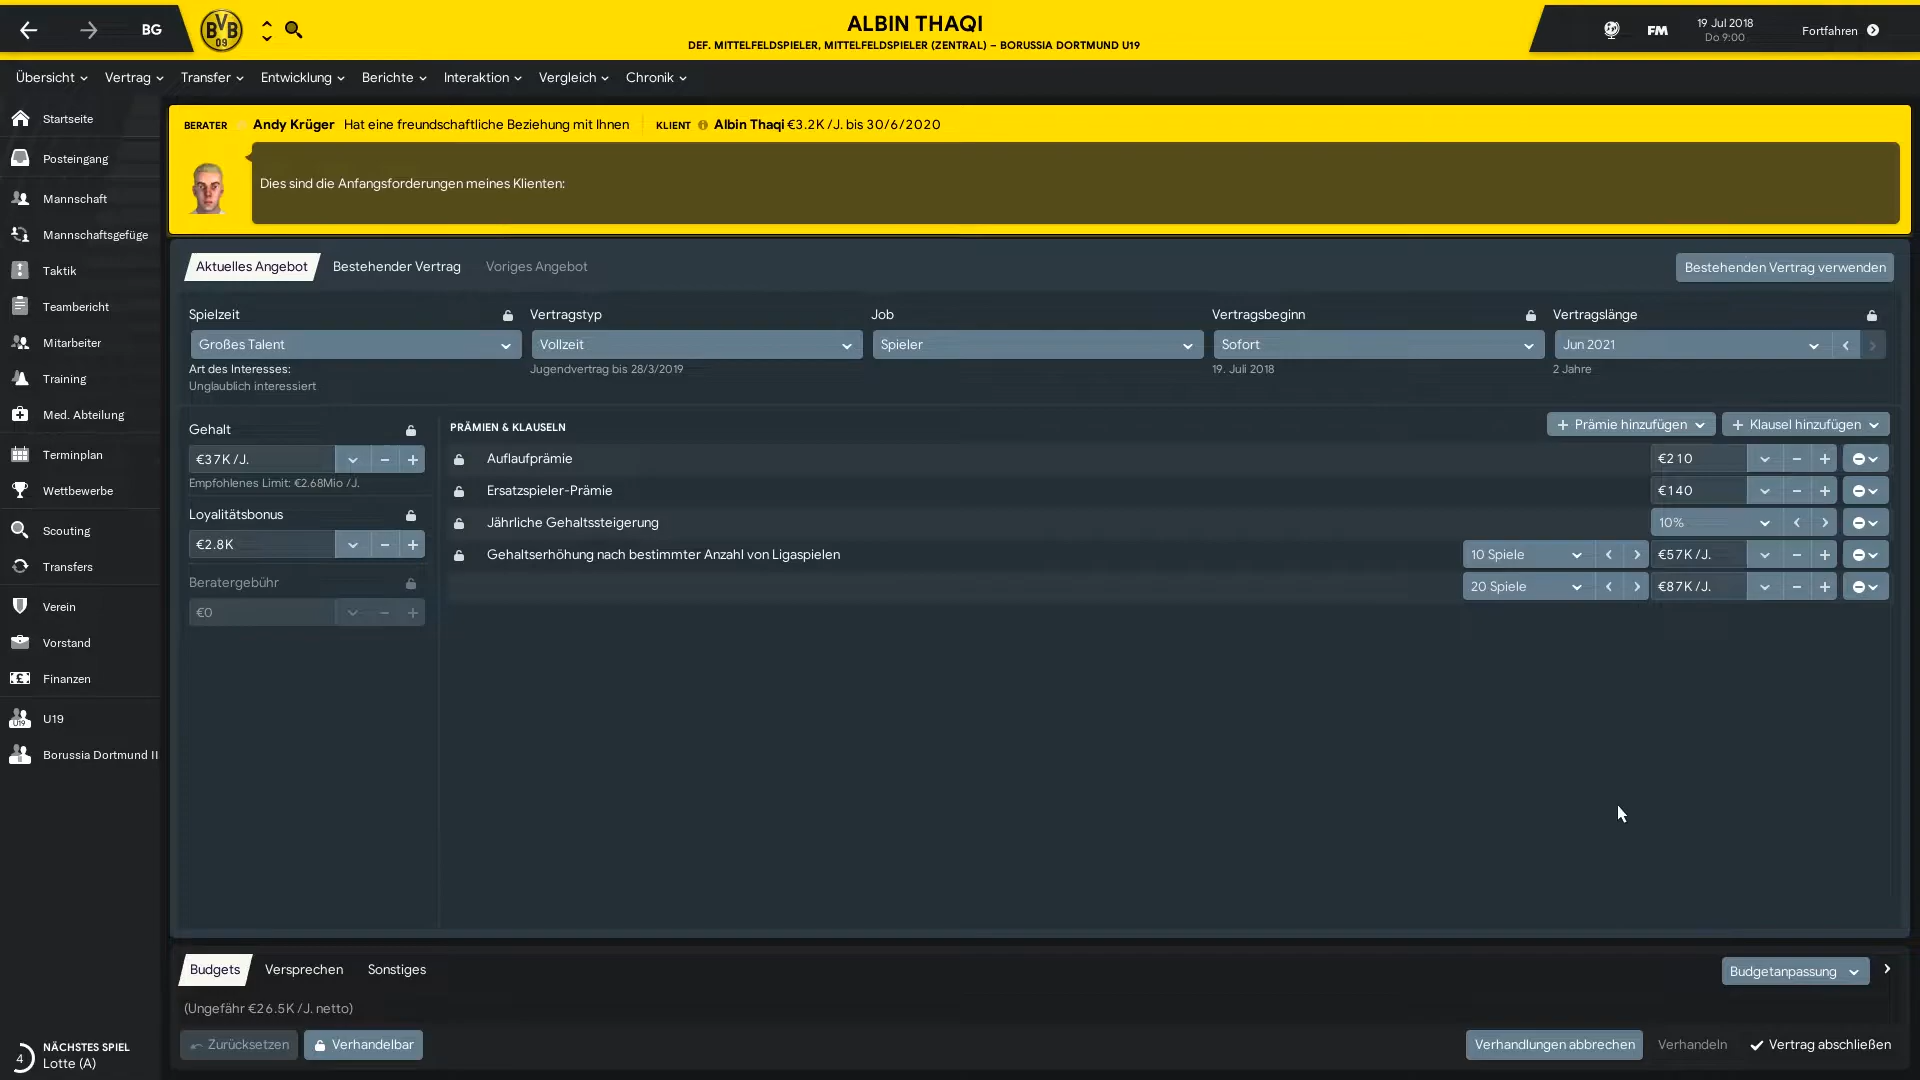 BG
BVB 09
ALBIN THAQI
DEF. MITTELFELDSPIELER, MITTELFELDSPIELER (ZENTRAL) – BORUSSIA DORTMUND U19
FM
19 Jul 2018
Do 9:00
Fortfahren
Übersicht Vertrag Transfer Entwicklung Berichte Interaktion Vergleich Chronik
Startseite
Posteingang
Mannschaft
Mannschaftsgefüge
Taktik
Teambericht
Mitarbeiter
Training
Med. Abteilung
Terminplan
Wettbewerbe
Scouting
Transfers
Verein
Vorstand
Finanzen
U19
U19
Borussia Dortmund II
4
NÄCHSTES SPIEL
Lotte (A)
BERATER Andy Krüger Hat eine freundschaftliche Beziehung mit Ihnen KLIENT Albin Thaqi €3.2K /J. bis 30/6/2020
Dies sind die Anfangsforderungen meines Klienten:
Aktuelles Angebot Bestehender Vertrag Voriges Angebot Bestehenden Vertrag verwenden
Spielzeit Vertragstyp Job Vertragsbeginn Vertragslänge
Großes Talent Vollzeit Spieler Sofort Jun 2021
Art des Interesses: Jugendvertrag bis 28/3/2019 19. Juli 2018 2 Jahre
Unglaublich interessiert
Gehalt
€37K /J.
Empfohlenes Limit: €2.68Mio /J.
Loyalitätsbonus
€2.8K
Beratergebühr
€0
PRÄMIEN & KLAUSELN + Prämie hinzufügen + Klausel hinzufügen
Auflaufprämie €210
Ersatzspieler-Prämie €140
Jährliche Gehaltssteigerung 10%
Gehaltserhöhung nach bestimmter Anzahl von Ligaspielen 10 Spiele €57K /J.
20 Spiele €87K /J.
Budgets Versprechen Sonstiges Budgetanpassung
(Ungefähr €26.5K /J. netto)
Zurücksetzen Verhandelbar Verhandlungen abbrechen Verhandeln Vertrag abschließen